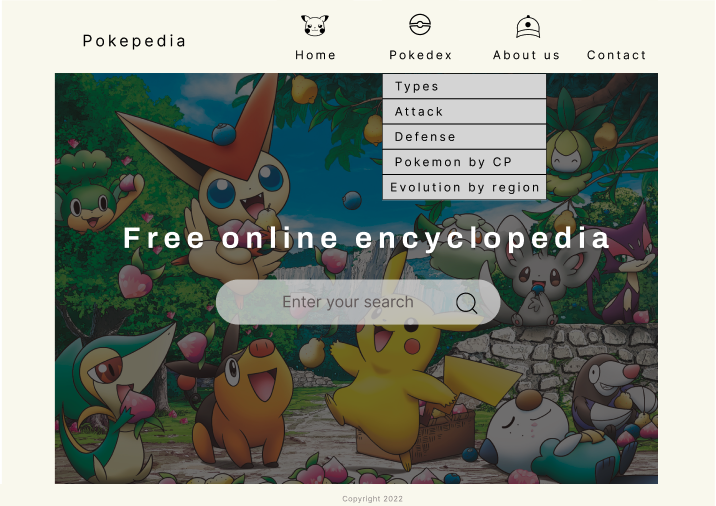 Pokepedia
Home Pokedex About us Contact
Types
Attack
Defense
Pokemon by CP
Evolution by region
Free online encyclopedia
Enter your search
Copyright 2022